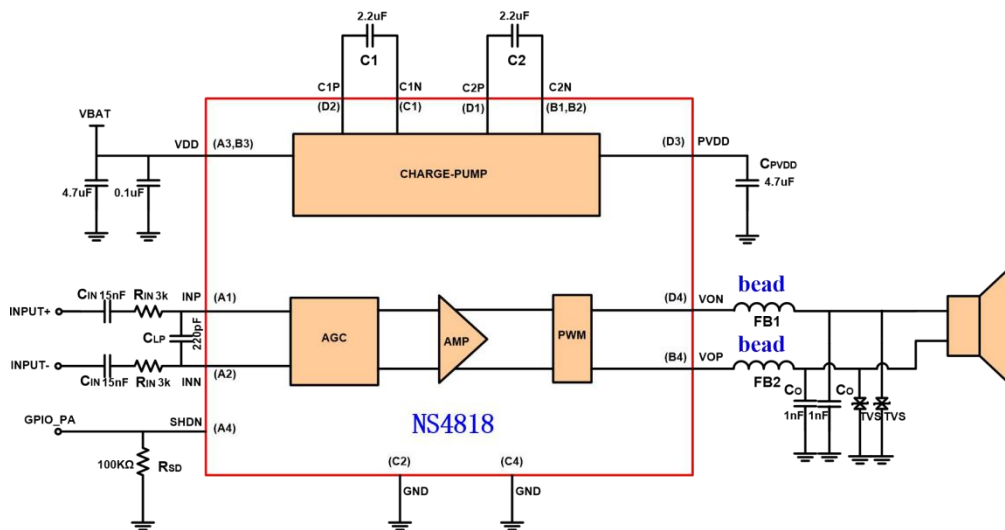 2.2uF
2.2uF
C1
C2
C1P
C1N
C2P
C2N
(D2)
(C1)
(D1)
(B1,B2)
VBAT
VDD
(A3,B3)
(D3)
PVDD
CHARGE-PUMP
CPVDD
4.7uF
4.7uF
0.1uF
bead
CIN 15nF
RIN 3k
INP
(A1)
(D4)
VON
INPUT+
FB1
CLP
220pF
AGC
AMP
PWM
bead
INPUT-
(B4)
VOP
CIN 15nF
RIN 3k
INN
(A2)
FB2
CO
CO
GPIO_PA
SHDN
(A4)
NS4818
1nF
1nF
TVS
TVS
100KΩ
RSD
(C2)
(C4)
GND
GND